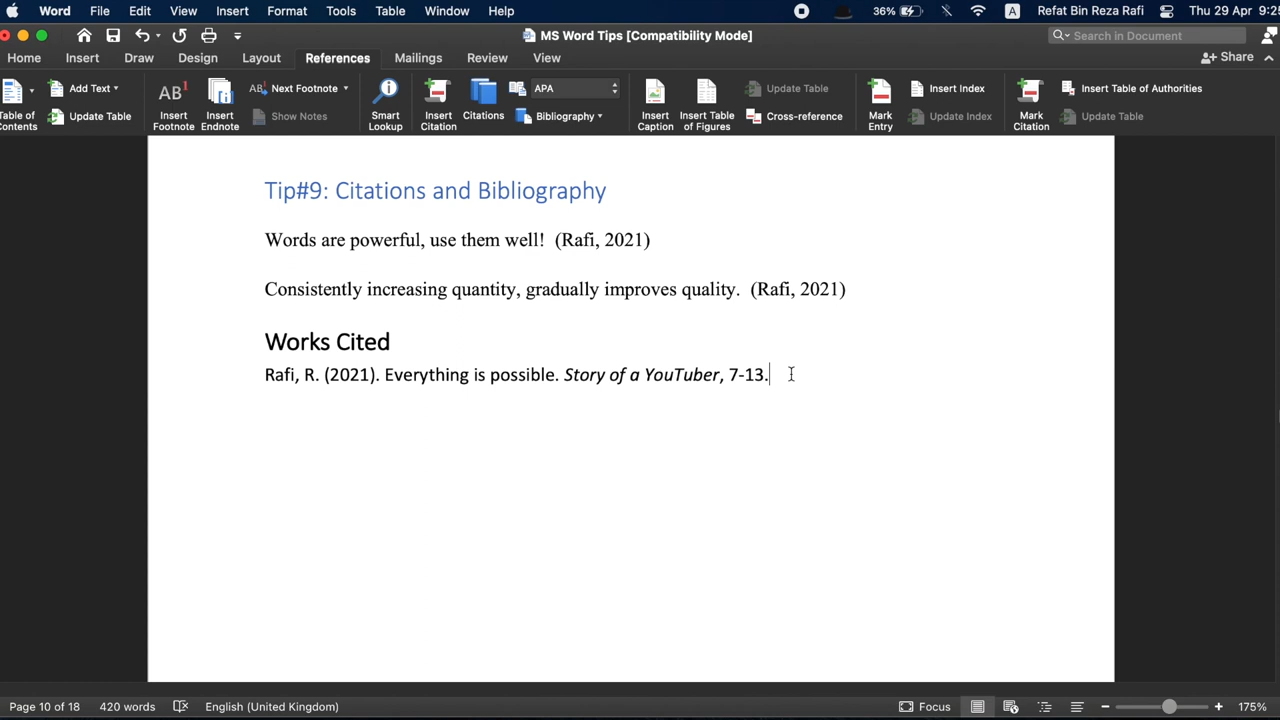 Word File Edit View Insert Format Tools Table Window Help 36% A Refat Bin Reza Rafi Thu 29 Apr 9:25
MS Word Tips [Compatibility Mode] Search in Document
Home Insert Draw Design Layout References Mailings Review View Share
Table of Contents
Add Text
Update Table
AB1 Insert Footnote
Insert Endnote
AB1 Next Footnote
Show Notes
Smart Lookup
Insert Citation
Citations
APA
Bibliography
Insert Caption
Insert Table of Figures
Update Table
Cross-reference
Mark Entry
Insert Index
Update Index
Mark Citation
Insert Table of Authorities
Update Table
Tip#9: Citations and Bibliography
Words are powerful, use them well! (Rafi, 2021)
Consistently increasing quantity, gradually improves quality. (Rafi, 2021)
Works Cited
Rafi, R. (2021). Everything is possible. Story of a YouTuber, 7-13.
Page 10 of 18 420 words English (United Kingdom) Focus 175%